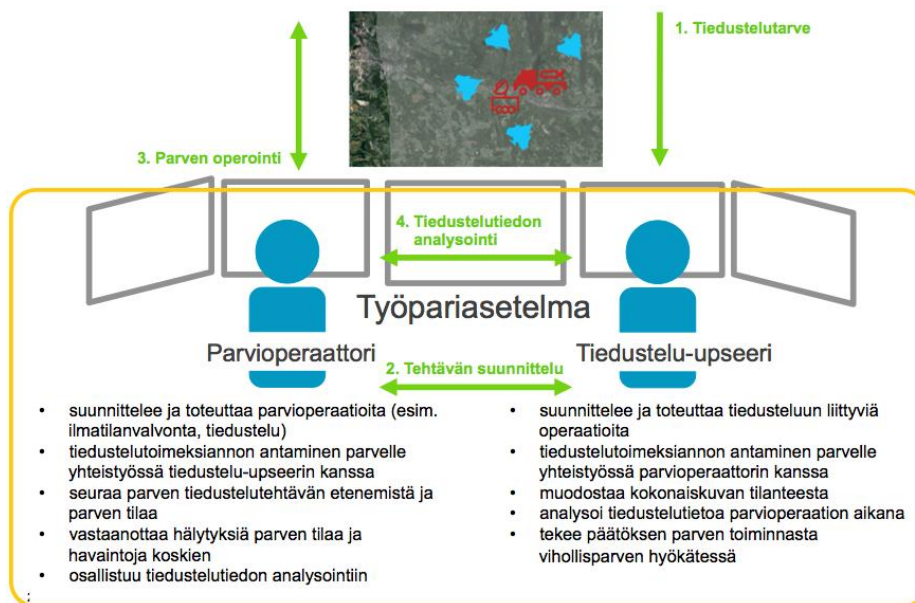 1. Tiedustelutarve
3. Parven operointi
4. Tiedustelutiedon
analysointi
Työpariasetelma
Parvioperaattori
Tiedustelu-upseeri
2. Tehtävän suunnittelu
• suunnittelee ja toteuttaa parvioperaatioita (esim.
ilmatilanvalvonta, tiedustelu)
• tiedustelutoimeksiannon antaminen parvelle
yhteistyössä tiedustelu-upseerin kanssa
• seuraa parven tiedustelutehtävän etenemistä ja
parven tilaa
• vastaanottaa hälytyksiä parven tilaa ja
havaintoja koskien
• osallistuu tiedustelutiedon analysointiin
• suunnittelee ja toteuttaa tiedusteluun liittyviä
operaatioita
• tiedustelutoimeksiannon antaminen parvelle
yhteistyössä parvioperaattorin kanssa
• muodostaa kokonaiskuvan tilanteesta
• analysoi tiedustelutietoa parvioperaation aikana
• tekee päätöksen parven toiminnasta
vihollisparven hyökätessä
;